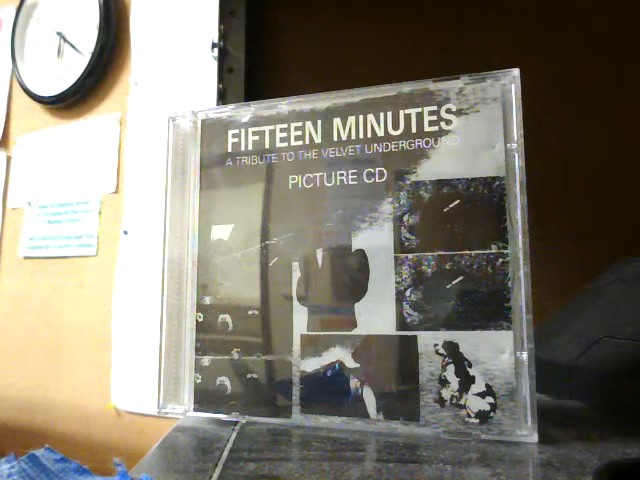 FIFTEEN MINUTES
A TRIBUTE TO THE VELVET UNDERGROUND
PICTURE CD